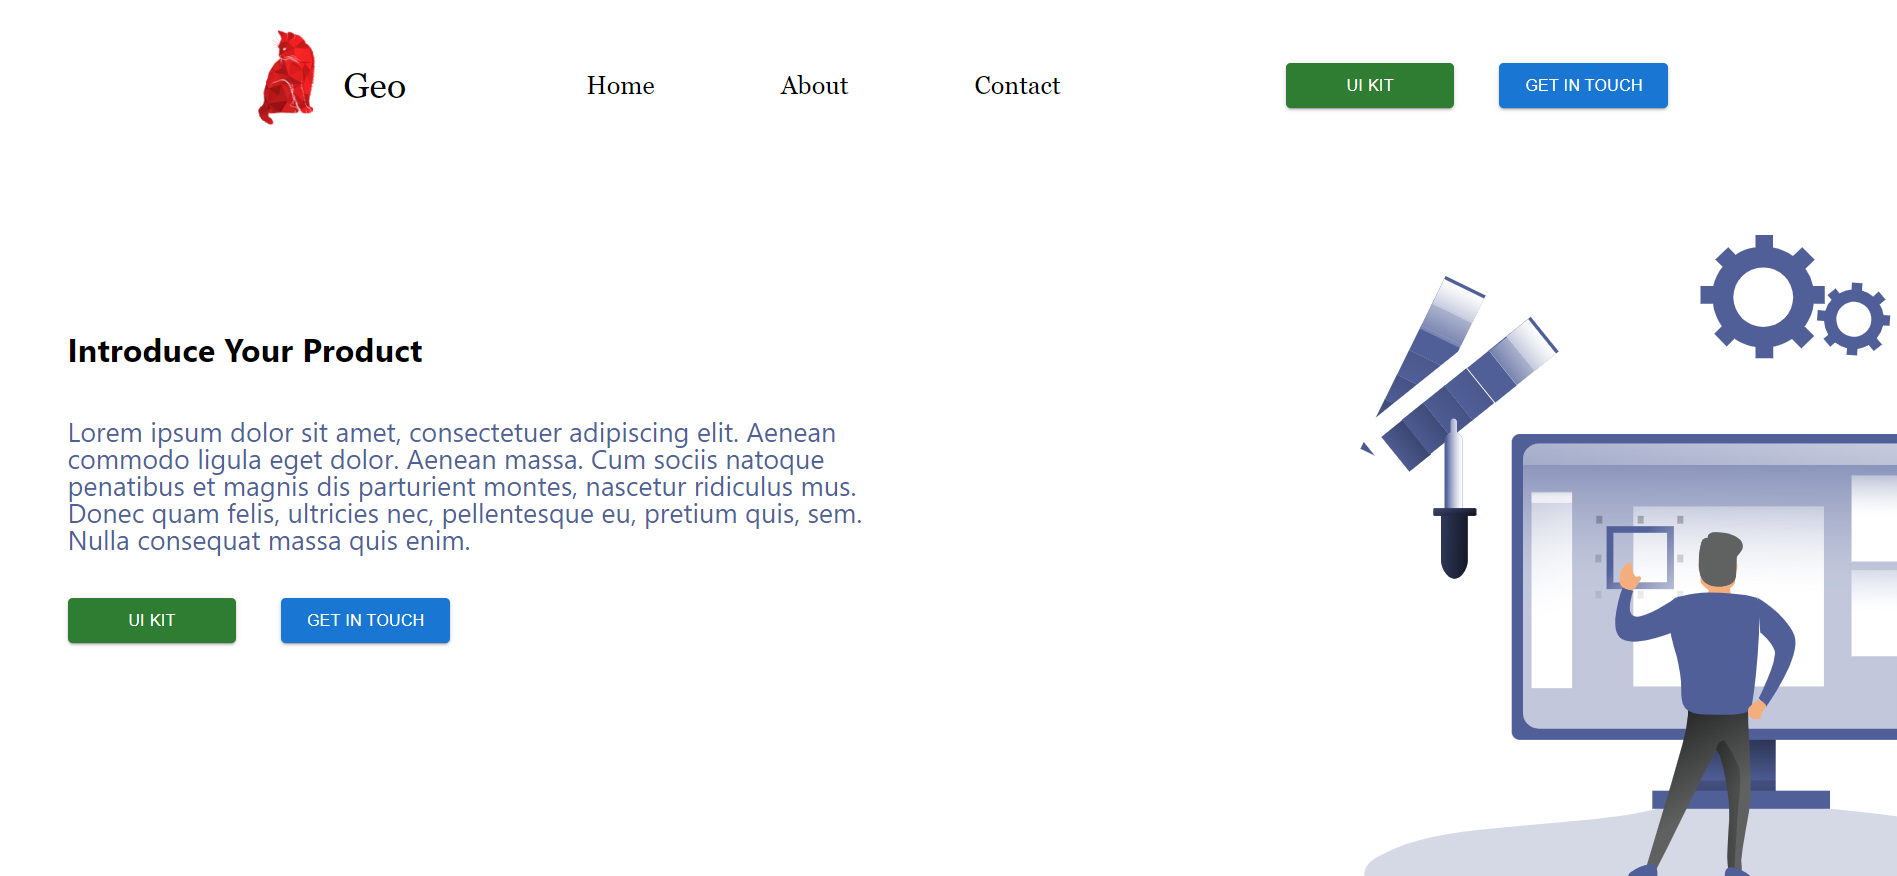 Geo
Home
About
Contact
UI KIT
GET IN TOUCH
Introduce Your Product
Lorem ipsum dolor sit amet, consectetuer adipiscing elit. Aenean
commodo ligula eget dolor. Aenean massa. Cum sociis natoque
penatibus et magnis dis parturient montes, nascetur ridiculus mus.
Donec quam felis, ultricies nec, pellentesque eu, pretium quis, sem.
Nulla consequat massa quis enim.
UI KIT
GET IN TOUCH